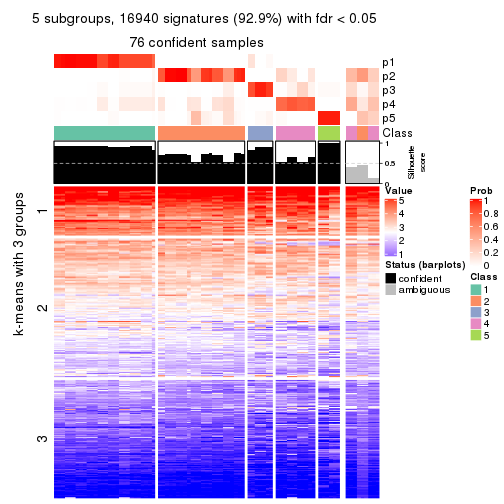 5 subgroups, 16940 signatures (92.9%) with fdr < 0.05
76 confident samples
p1
p2
p3
p4
p5
Class
1
0.5
0
Silhouette
score
k-means with 3 groups
1
2
3
Value
5
4
3
2
1
Status (barplots)
confident
ambiguous
Prob
1
0.8
0.6
0.4
0.2
0
Class
1
2
3
4
5